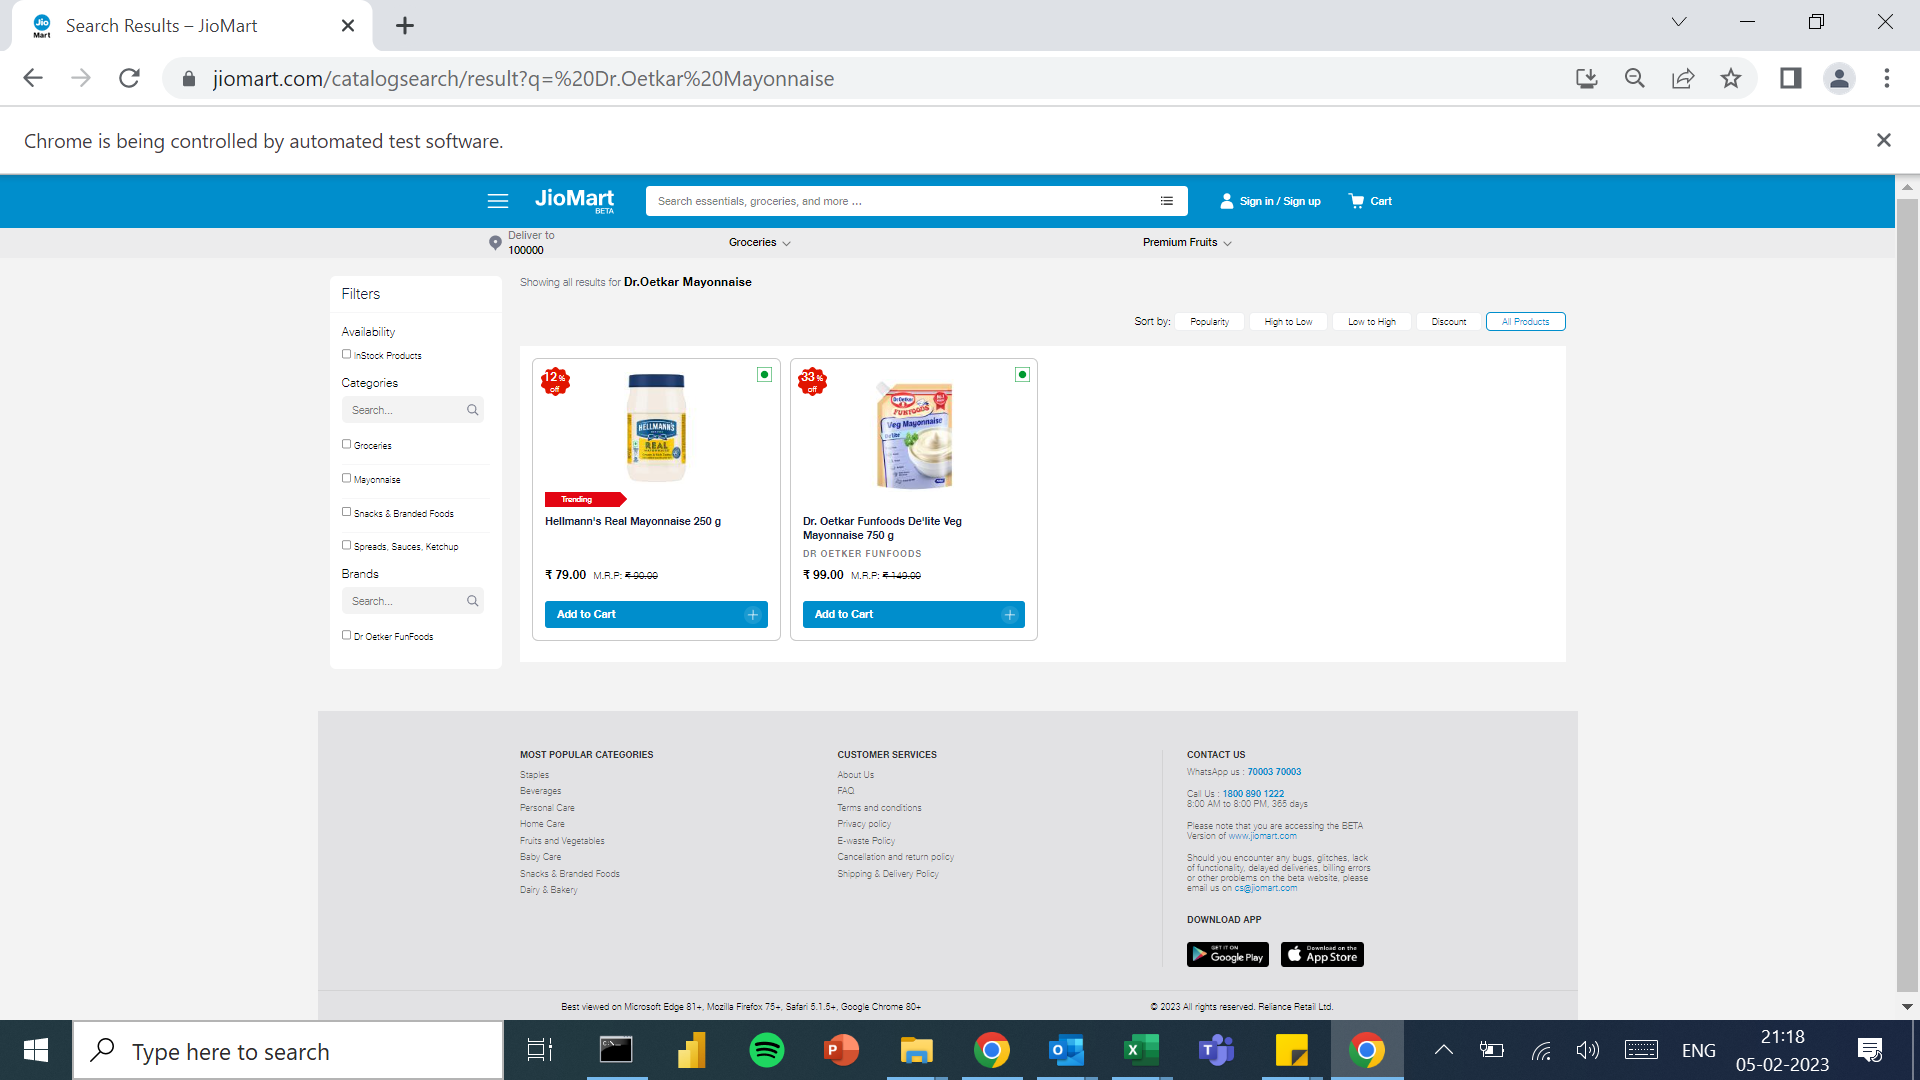 Search Results – JioMart
jiomart.com/catalogsearch/result?q=%20Dr.Oetkar%20Mayonnaise
Chrome is being controlled by automated test software.
JioMart
BETA
Search essentials, groceries, and more ...
Sign in / Sign up
Cart
Deliver to
100000
Groceries
Premium Fruits
Filters
Availability
InStock Products
Categories
Search...
Groceries
Mayonnaise
Snacks & Branded Foods
Spreads, Sauces, Ketchup
Brands
Search...
Dr Oetker FunFoods
Showing all results for Dr.Oetkar Mayonnaise
Sort by: Popularity High to Low Low to High Discount All Products
12%
off
HELLMANN'S
REAL
Trending
Hellmann's Real Mayonnaise 250 g
₹ 79.00 M.R.P: ₹ 90.00
Add to Cart
33%
off
Dr.Oetker
FUNFOODS
Veg Mayonnaise
Dr. Oetkar Funfoods De'lite Veg
Mayonnaise 750 g
DR OETKER FUNFOODS
₹ 99.00 M.R.P: ₹ 149.00
Add to Cart
MOST POPULAR CATEGORIES
Staples
Beverages
Personal Care
Home Care
Fruits and Vegetables
Baby Care
Snacks & Branded Foods
Dairy & Bakery
CUSTOMER SERVICES
About Us
FAQ
Terms and conditions
Privacy policy
E-waste Policy
Cancellation and return policy
Shipping & Delivery Policy
CONTACT US
WhatsApp us : 70003 70003
Call Us : 1800 890 1222
8:00 AM to 8:00 PM, 365 days
Please note that you are accessing the BETA
Version of www.jiomart.com
Should you encounter any bugs, glitches, lack
of functionality, delayed deliveries, billing errors
or other problems on the beta website, please
email us on cs@jiomart.com
DOWNLOAD APP
GET IT ON
Google Play
Download on the
App Store
Best viewed on Microsoft Edge 81+, Mozilla Firefox 75+, Safari 5.1.5+, Google Chrome 80+
© 2023 All rights reserved. Reliance Retail Ltd.
Type here to search
ENG
21:18
05-02-2023